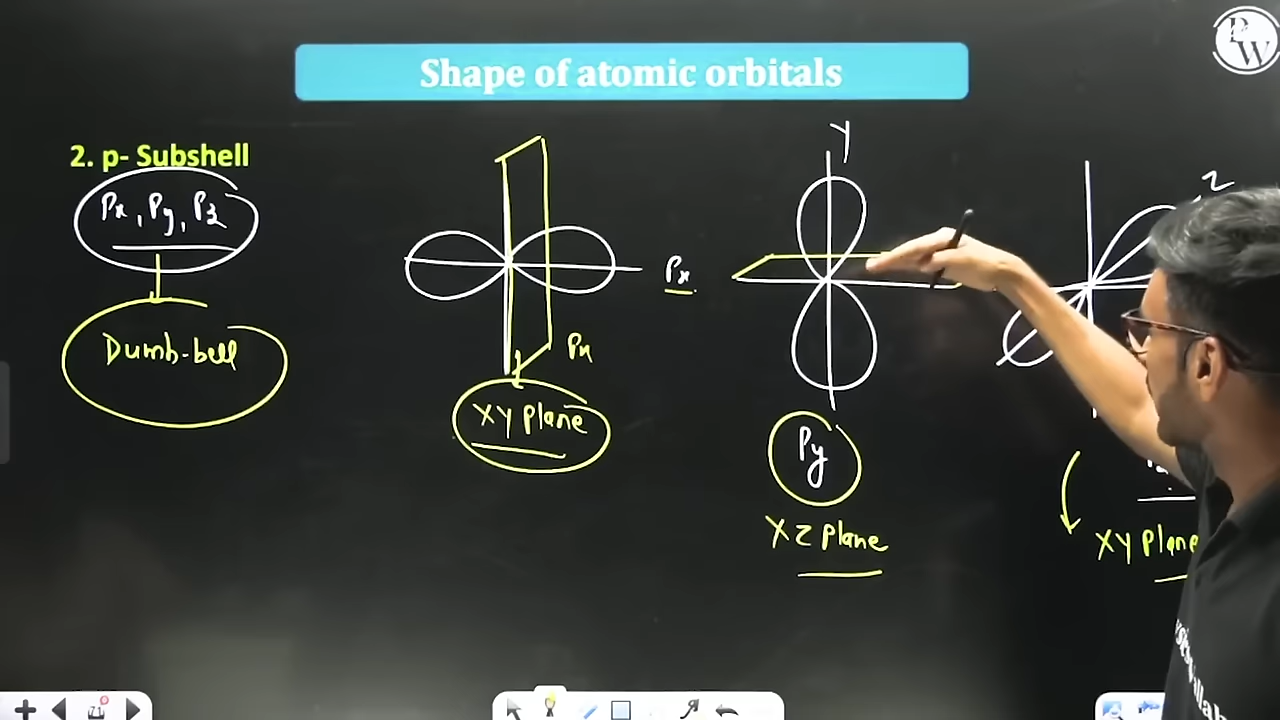 Shape of atomic orbitals
PW
2. p- Subshell
Px, Py, Pz
Dumb-bell
Px
Px
XY plane
Y
Py
XZ plane
Z
XY plane